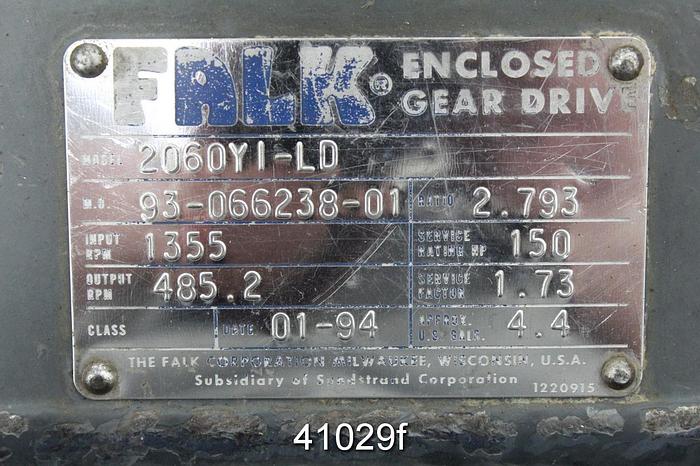 FALK® ENCLOSED GEAR DRIVE
MODEL 2060Y1-LD
M.O. 93-066238-01 RATIO 2.793
INPUT RPM 1355 SERVICE RATING HP 150
OUTPUT RPM 485.2 SERVICE FACTOR 1.73
CLASS DATE 01-94 APPROX. U.S. GALS. 4.4
THE FALK CORPORATION MILWAUKEE, WISCONSIN, U.S.A.
Subsidiary of Sundstrand Corporation
1220915
41029f